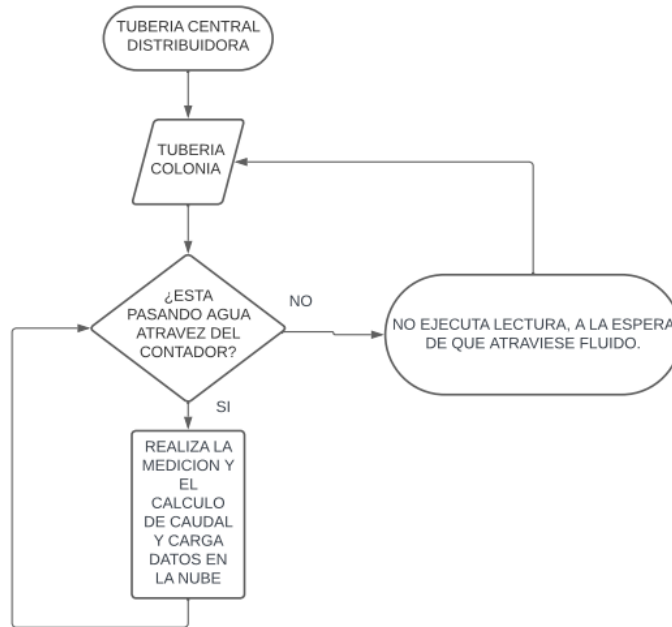 TUBERIA CENTRAL
DISTRIBUIDORA
TUBERIA
COLONIA
¿ESTA
PASANDO AGUA
ATRAVEZ DEL
CONTADOR?
NO
NO EJECUTA LECTURA, A LA ESPERA
DE QUE ATRAVIESE FLUIDO.
SI
REALIZA LA
MEDICION Y
EL
CALCULO
DE CAUDAL
Y CARGA
DATOS EN
LA NUBE